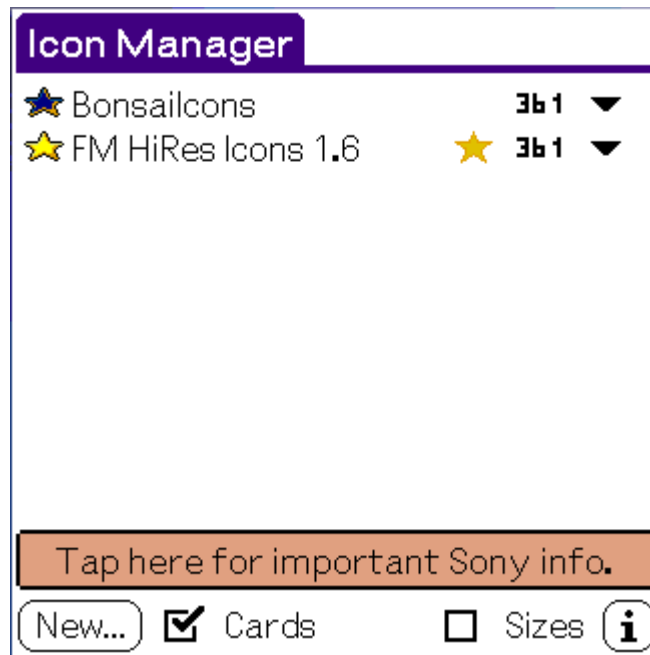 Icon Manager
BonsaiIcons 3b1
FM HiRes Icons 1.6 3b1
Tap here for important Sony info.
New... Cards Sizes i